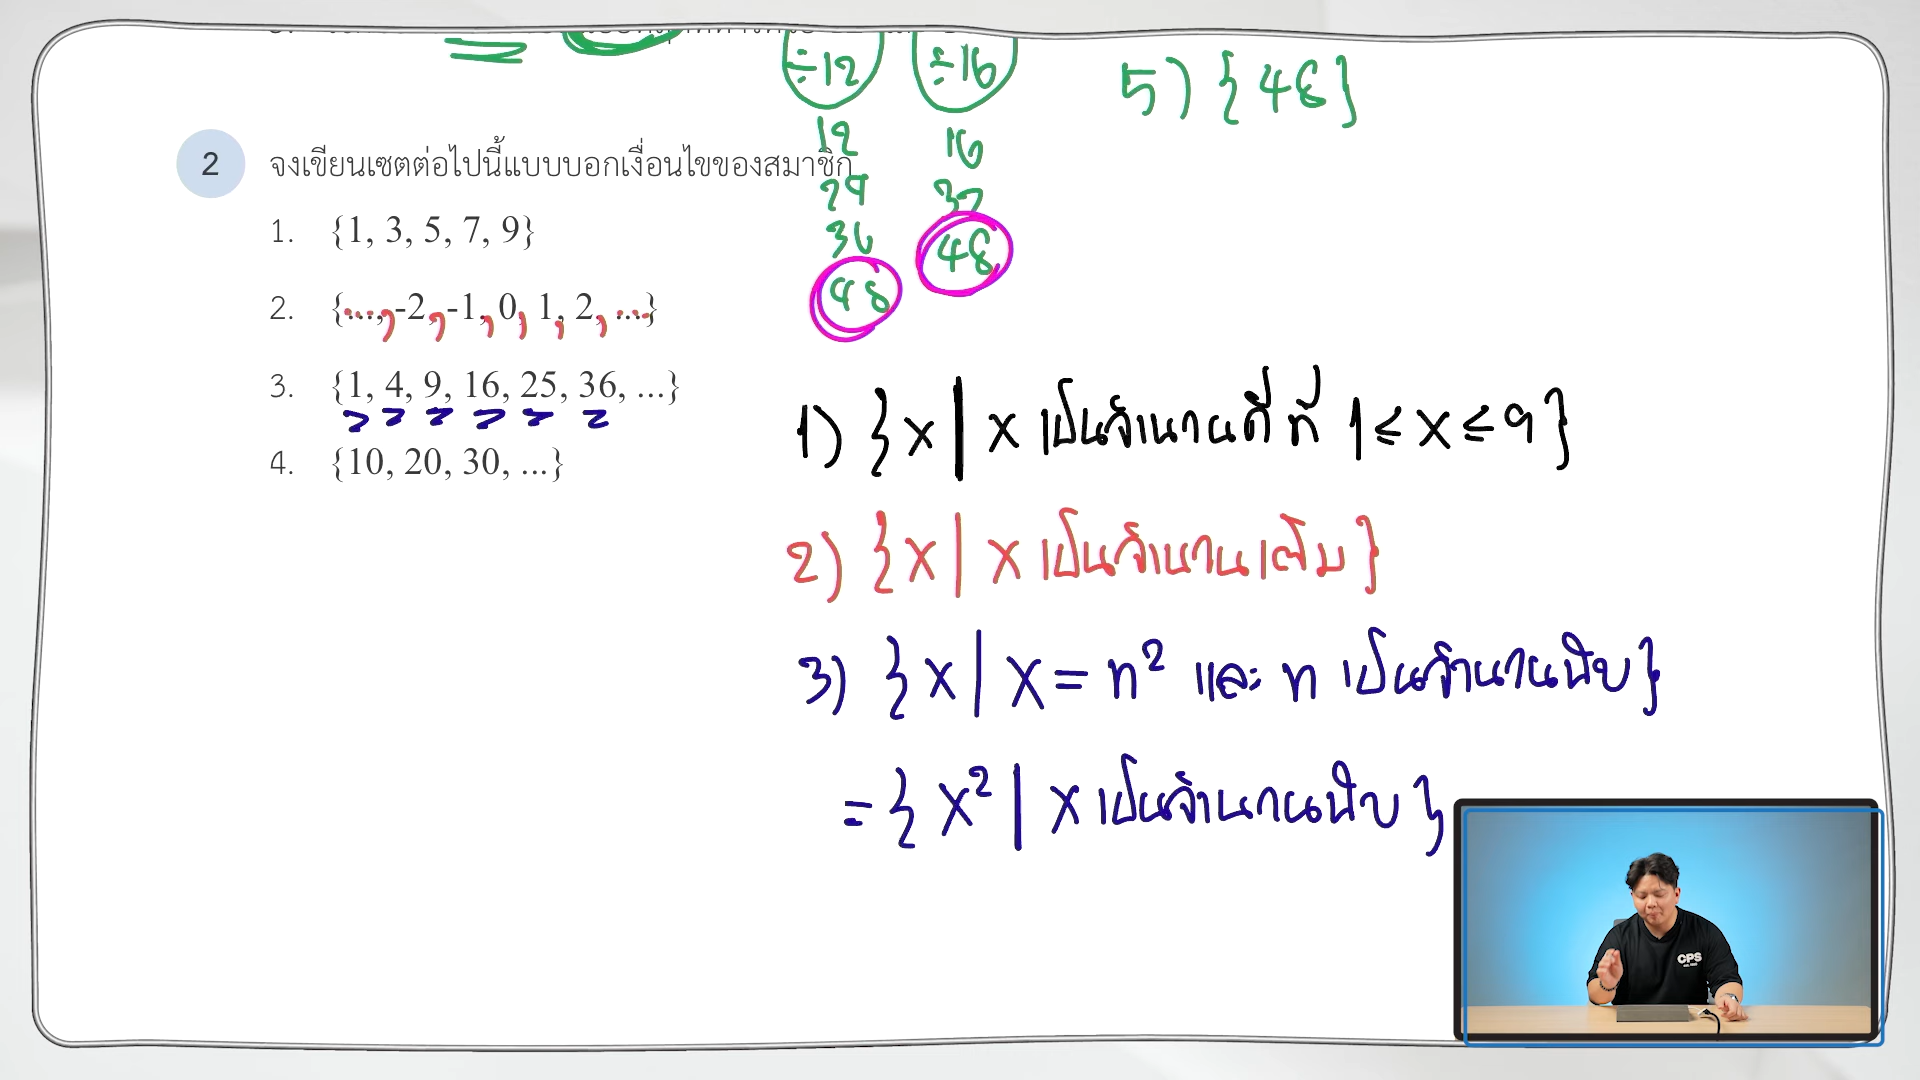 ÷12 ÷16
5) {48}
12 16
24 32
36 48
48
2 จงเขียนเซตต่อไปนี้แบบบอกเงื่อนไขของสมาชิก
1. {1, 3, 5, 7, 9}
2. {..., -2, -1, 0, 1, 2, ...}
3. {1, 4, 9, 16, 25, 36, ...}
4. {10, 20, 30, ...}
1) {x | x เป็นจำนวนคี่ ที่ 1 ≤ x ≤ 9}
2) {x | x เป็นจำนวนเต็ม}
3) {x | x = n² และ n เป็นจำนวนนับ}
= {x² | x เป็นจำนวนนับ}
CPS